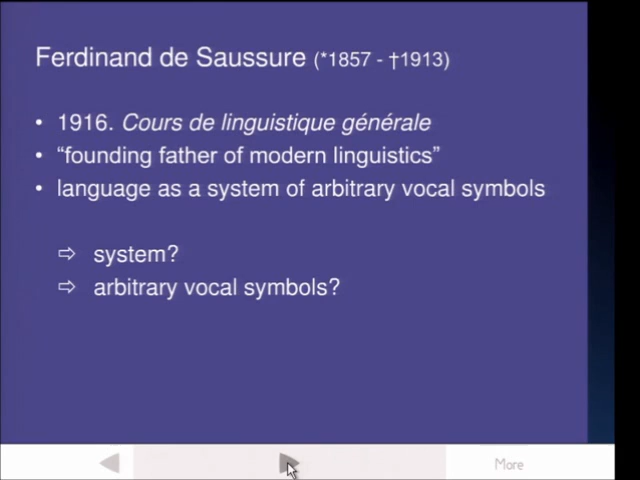 Ferdinand de Saussure (*1857 - †1913)
• 1916. Cours de linguistique générale
• “founding father of modern linguistics”
• language as a system of arbitrary vocal symbols
⇨ system?
⇨ arbitrary vocal symbols?
More